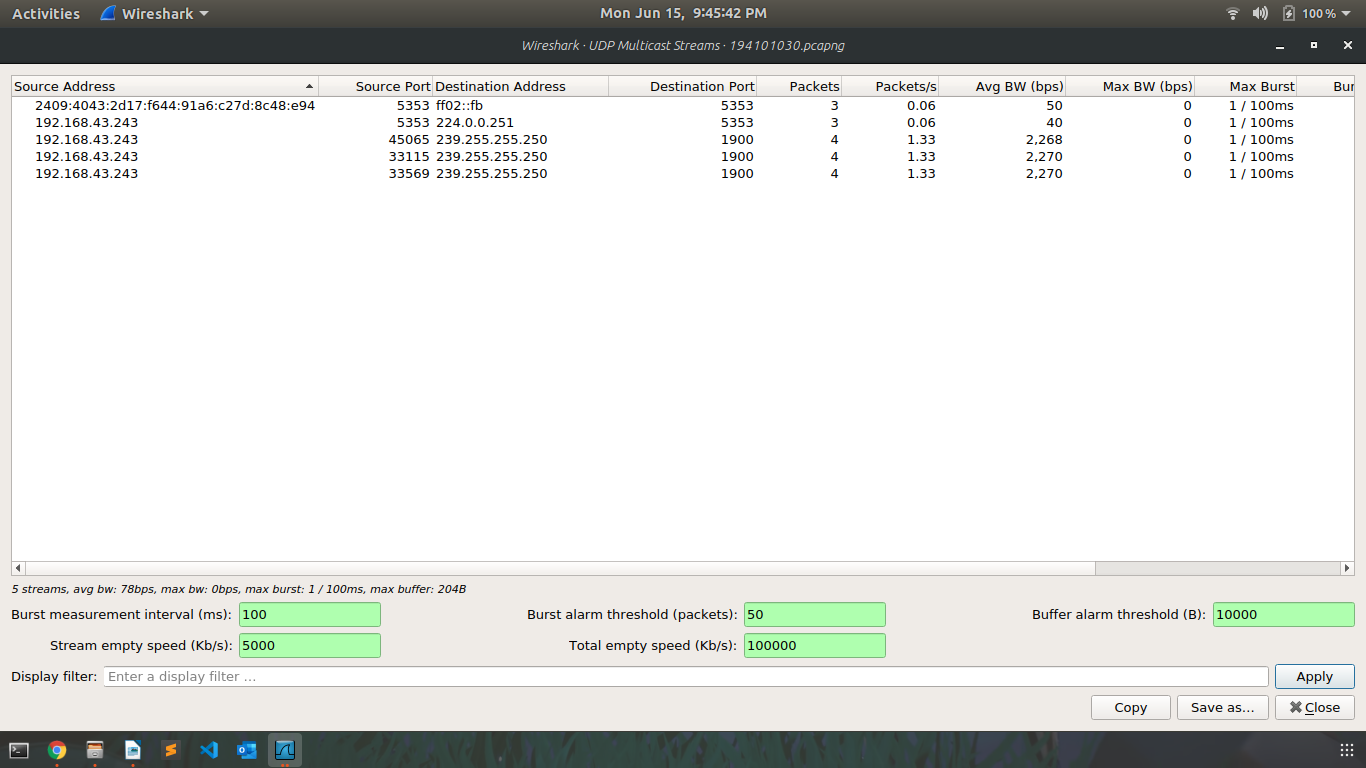 Activities Wireshark Mon Jun 15, 9:45:42 PM 100 %
Wireshark · UDP Multicast Streams · 194101030.pcapng
Source Address Source Port Destination Address Destination Port Packets Packets/s Avg BW (bps) Max BW (bps) Max Burst Bur
2409:4043:2d17:f644:91a6:c27d:8c48:e94 5353 ff02::fb 5353 3 0.06 50 0 1 / 100ms
192.168.43.243 5353 224.0.0.251 5353 3 0.06 40 0 1 / 100ms
192.168.43.243 45065 239.255.255.250 1900 4 1.33 2,268 0 1 / 100ms
192.168.43.243 33115 239.255.255.250 1900 4 1.33 2,270 0 1 / 100ms
192.168.43.243 33569 239.255.255.250 1900 4 1.33 2,270 0 1 / 100ms
5 streams, avg bw: 78bps, max bw: 0bps, max burst: 1 / 100ms, max buffer: 204B
Burst measurement interval (ms): 100 Burst alarm threshold (packets): 50 Buffer alarm threshold (B): 10000
Stream empty speed (Kb/s): 5000 Total empty speed (Kb/s): 100000
Display filter: Enter a display filter … Apply
Copy Save as… Close